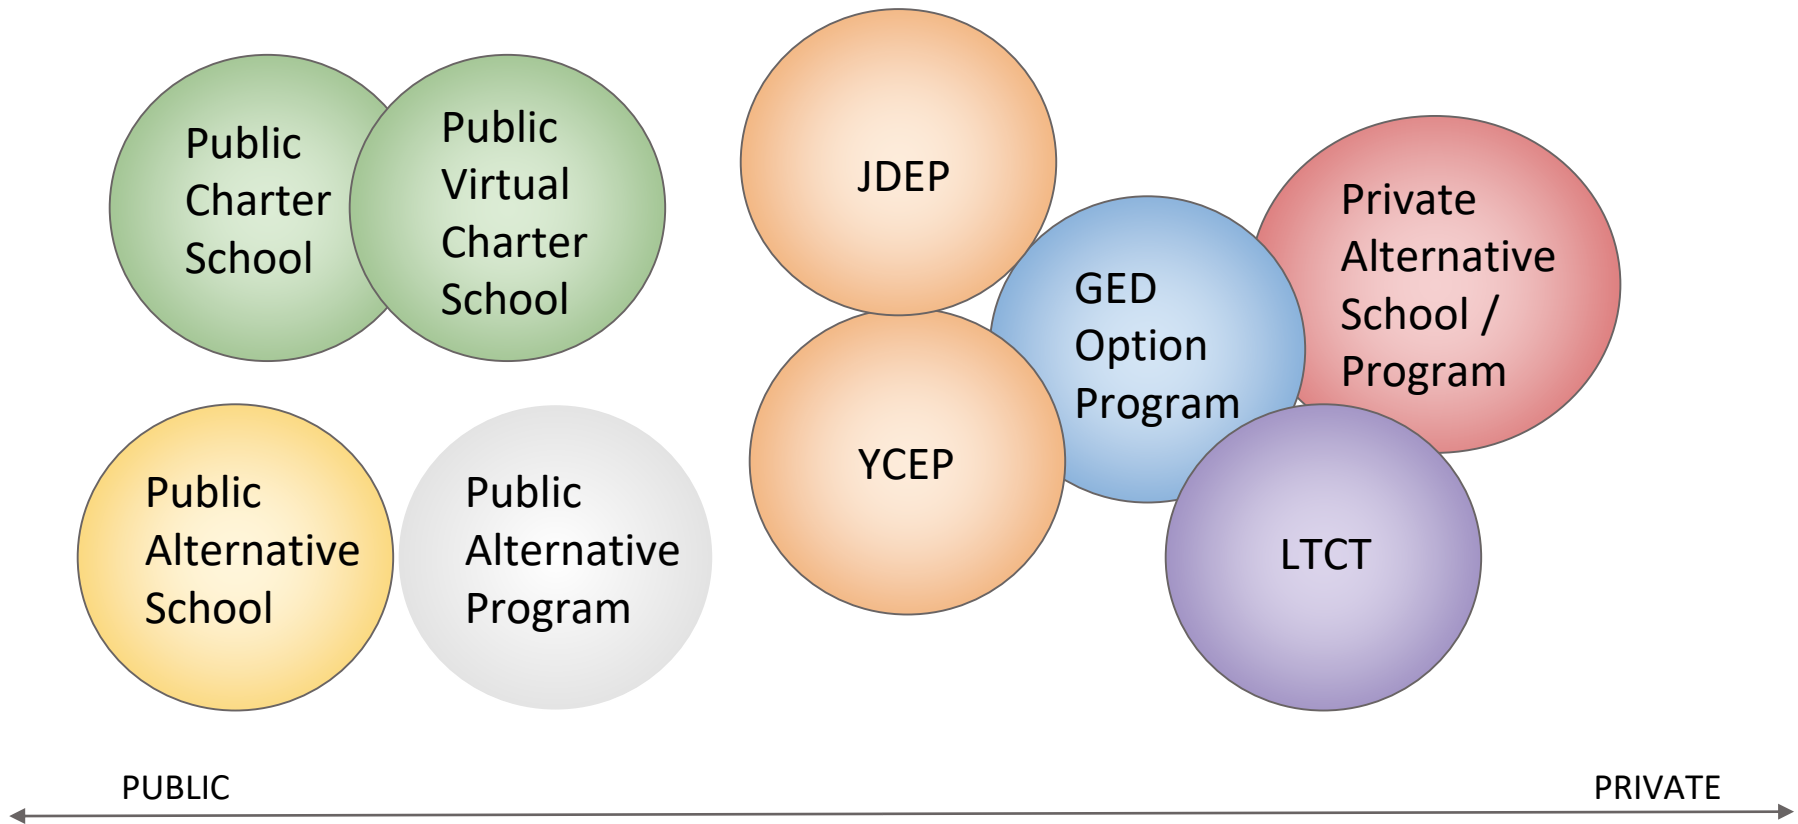 Public
Charter
School
Public
Virtual
Charter
School
JDEP
GED
Option
Program
Private
Alternative
School /
Program
Public
Alternative
School
Public
Alternative
Program
YCEP
LTCT
PUBLIC
PRIVATE